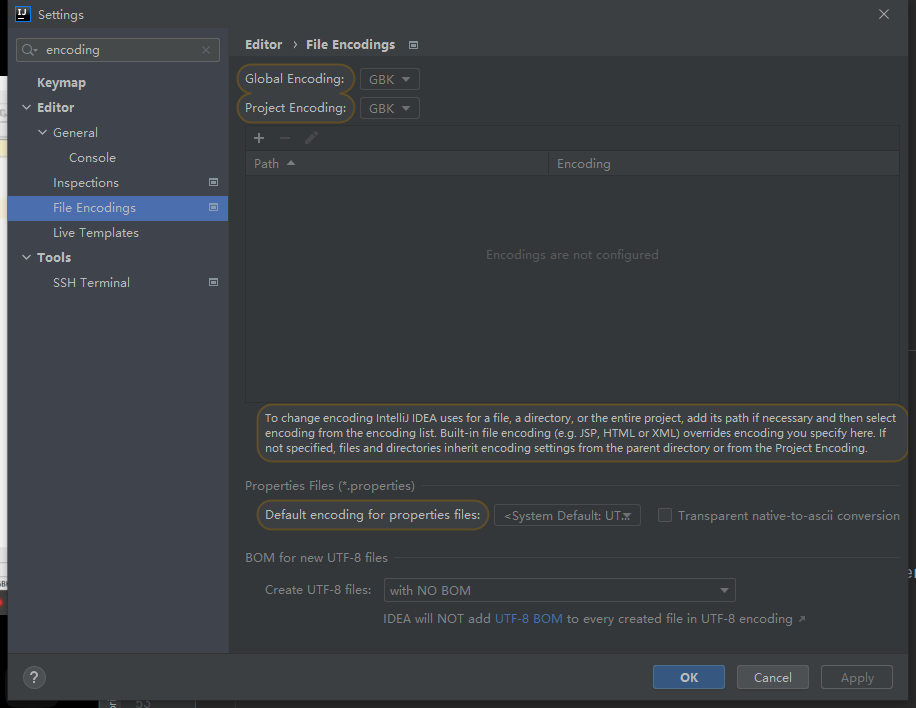 Settings
encoding
Keymap
Editor
General
Console
Inspections
File Encodings
Live Templates
Tools
SSH Terminal
Editor › File Encodings
Global Encoding: GBK
Project Encoding: GBK
Path Encoding
Encodings are not configured
To change encoding IntelliJ IDEA uses for a file, a directory, or the entire project, add its path if necessary and then select
encoding from the encoding list. Built-in file encoding (e.g. JSP, HTML or XML) overrides encoding you specify here. If
not specified, files and directories inherit encoding settings from the parent directory or from the Project Encoding.
Properties Files (*.properties)
Default encoding for properties files: <System Default: UT... Transparent native-to-ascii conversion
BOM for new UTF-8 files
Create UTF-8 files: with NO BOM
IDEA will NOT add UTF-8 BOM to every created file in UTF-8 encoding ↗
? OK Cancel Apply
53